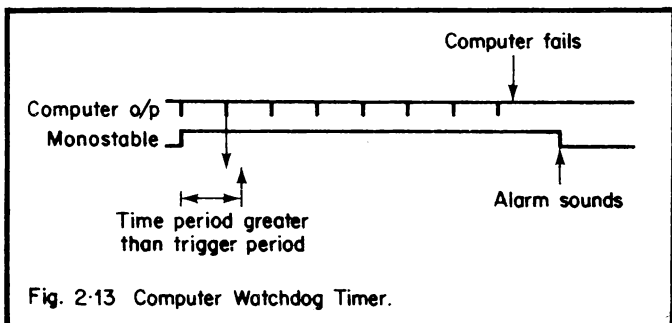 Computer fails
Computer o/p
Monostable
Alarm sounds
Time period greater
than trigger period
Fig. 2·13 Computer Watchdog Timer.